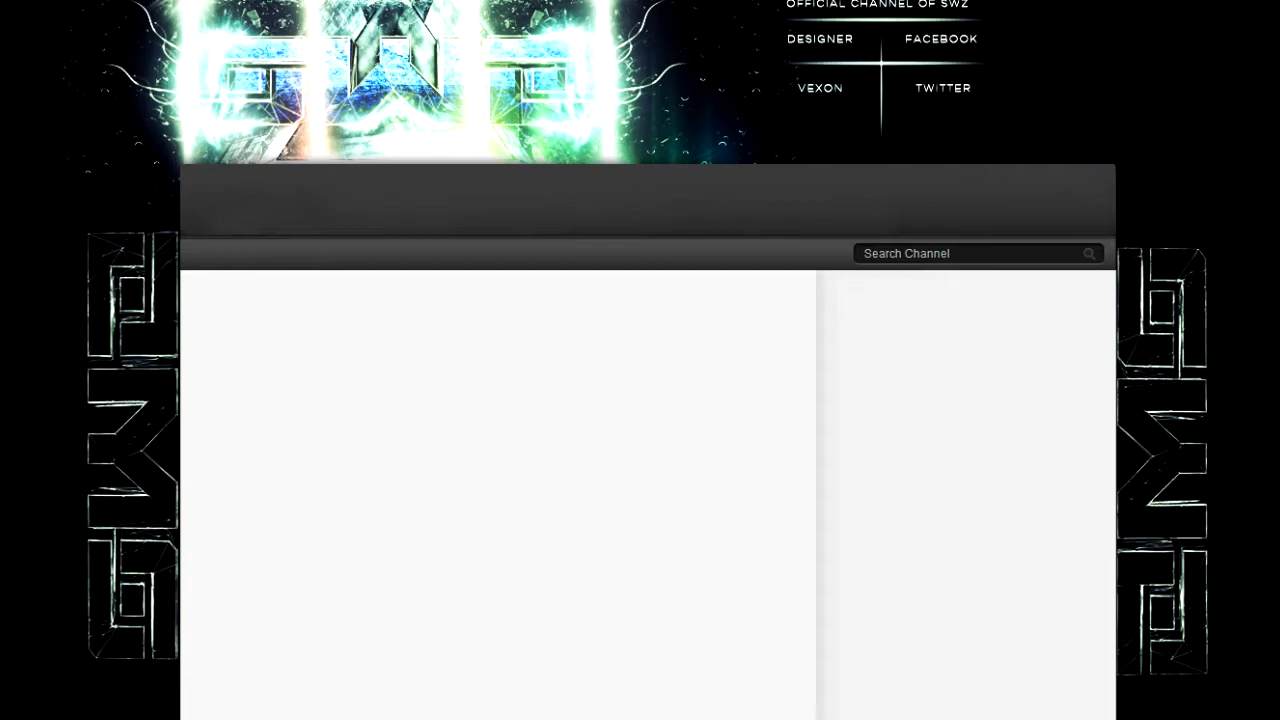 OFFICIAL CHANNEL OF SWZ
DESIGNER FACEBOOK
VEXON TWITTER
Search Channel